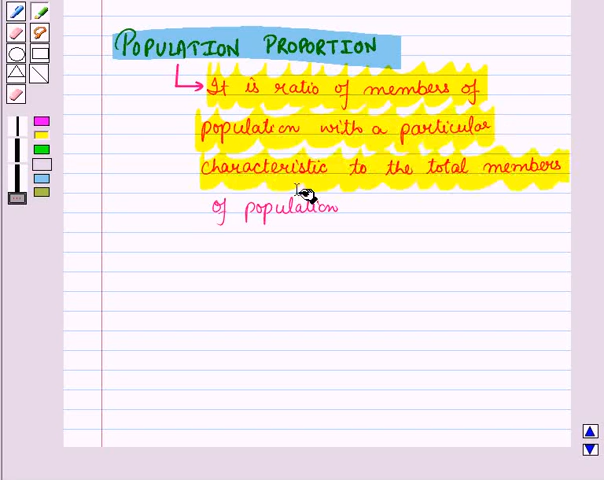 POPULATION PROPORTION
It is ratio of members of
population with a particular
characteristic to the total members
of population